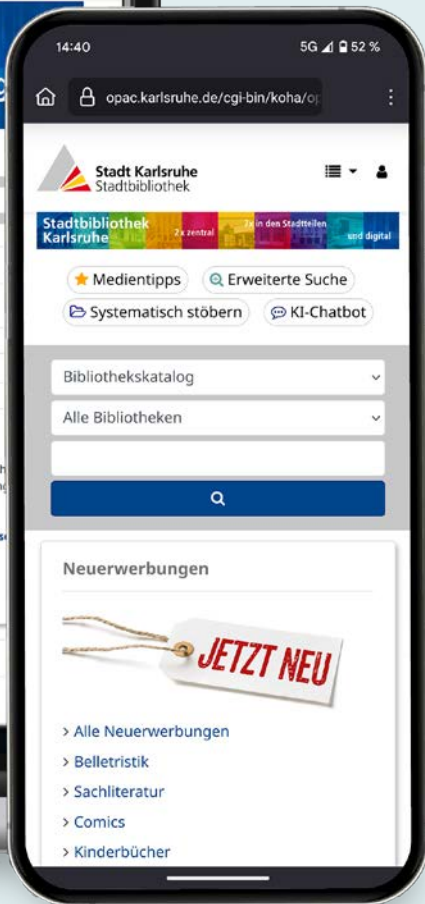 14:40
5G 52 %
opac.karlsruhe.de/cgi-bin/koha/op
Stadt Karlsruhe
Stadtbibliothek
Stadtbibliothek
Karlsruhe
2x zentral
7x in den Stadtteilen
und digital
Medientipps
Erweiterte Suche
Systematisch stöbern
KI-Chatbot
Bibliothekskatalog
Alle Bibliotheken
Neuerwerbungen
JETZT NEU
> Alle Neuerwerbungen
> Belletristik
> Sachliteratur
> Comics
> Kinderbücher